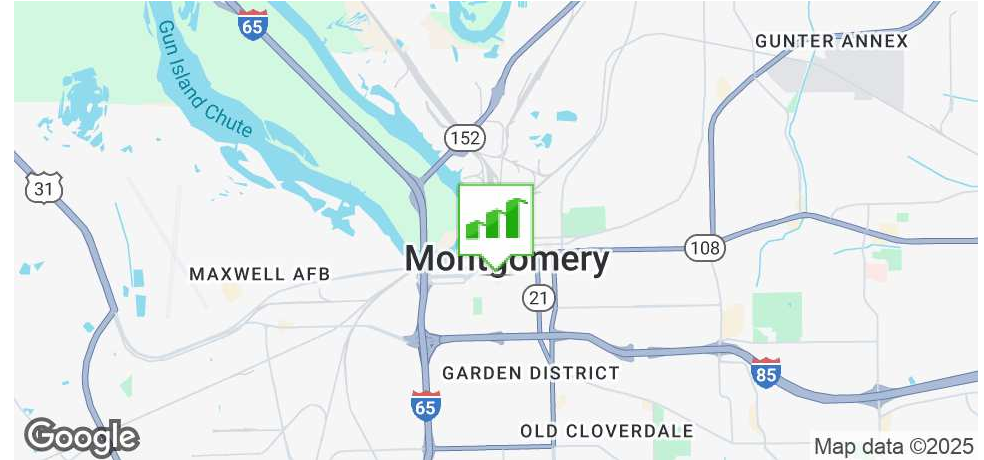 65
GUNTER ANNEX
Gun Island Chute
152
31
108
Montgomery
MAXWELL AFB
21
GARDEN DISTRICT
85
65
OLD CLOVERDALE
Google
Map data ©2025